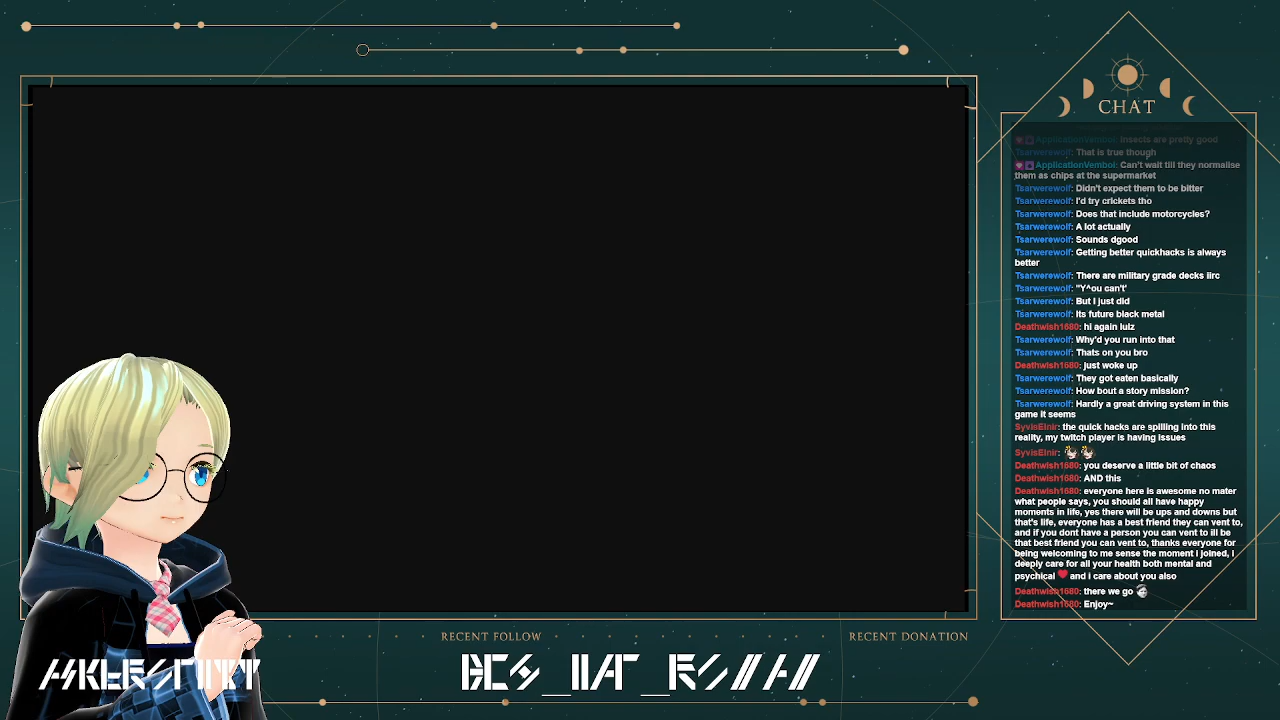 CHAT
ApplicationVemboi: Insects are pretty good
Tsarwerewolf: That is true though
ApplicationVemboi: Can't wait till they normalise
them as chips at the supermarket
Tsarwerewolf: Didn't expect them to be bitter
Tsarwerewolf: I'd try crickets tho
Tsarwerewolf: Does that include motorcycles?
Tsarwerewolf: A lot actually
Tsarwerewolf: Sounds dgood
Tsarwerewolf: Getting better quickhacks is always
better
Tsarwerewolf: There are military grade decks iirc
Tsarwerewolf: "Y^ou can't'
Tsarwerewolf: But I just did
Tsarwerewolf: Its future black metal
Deathwish1680: hi again lulz
Tsarwerewolf: Why'd you run into that
Tsarwerewolf: Thats on you bro
Deathwish1680: just woke up
Tsarwerewolf: They got eaten basically
Tsarwerewolf: How bout a story mission?
Tsarwerewolf: Hardly a great driving system in this
game it seems
SyvisEinir: the quick hacks are spilling into this
reality, my twitch player is having issues
SyvisEinir:
Deathwish1680: you deserve a little bit of chaos
Deathwish1680: AND this
Deathwish1680: everyone here is awesome no mater
what people says, you should all have happy
moments in life, yes there will be ups and downs but
that's life, everyone has a best friend they can vent to,
and if you dont have a person you can vent to ill be
that best friend you can vent to, thanks everyone for
being welcoming to me sense the moment i joined, i
deeply care for all your health both mental and
psychical ❤ and i care about you also
Deathwish1680: there we go
Deathwish1680: Enjoy~
RECENT FOLLOW
RECENT DONATION